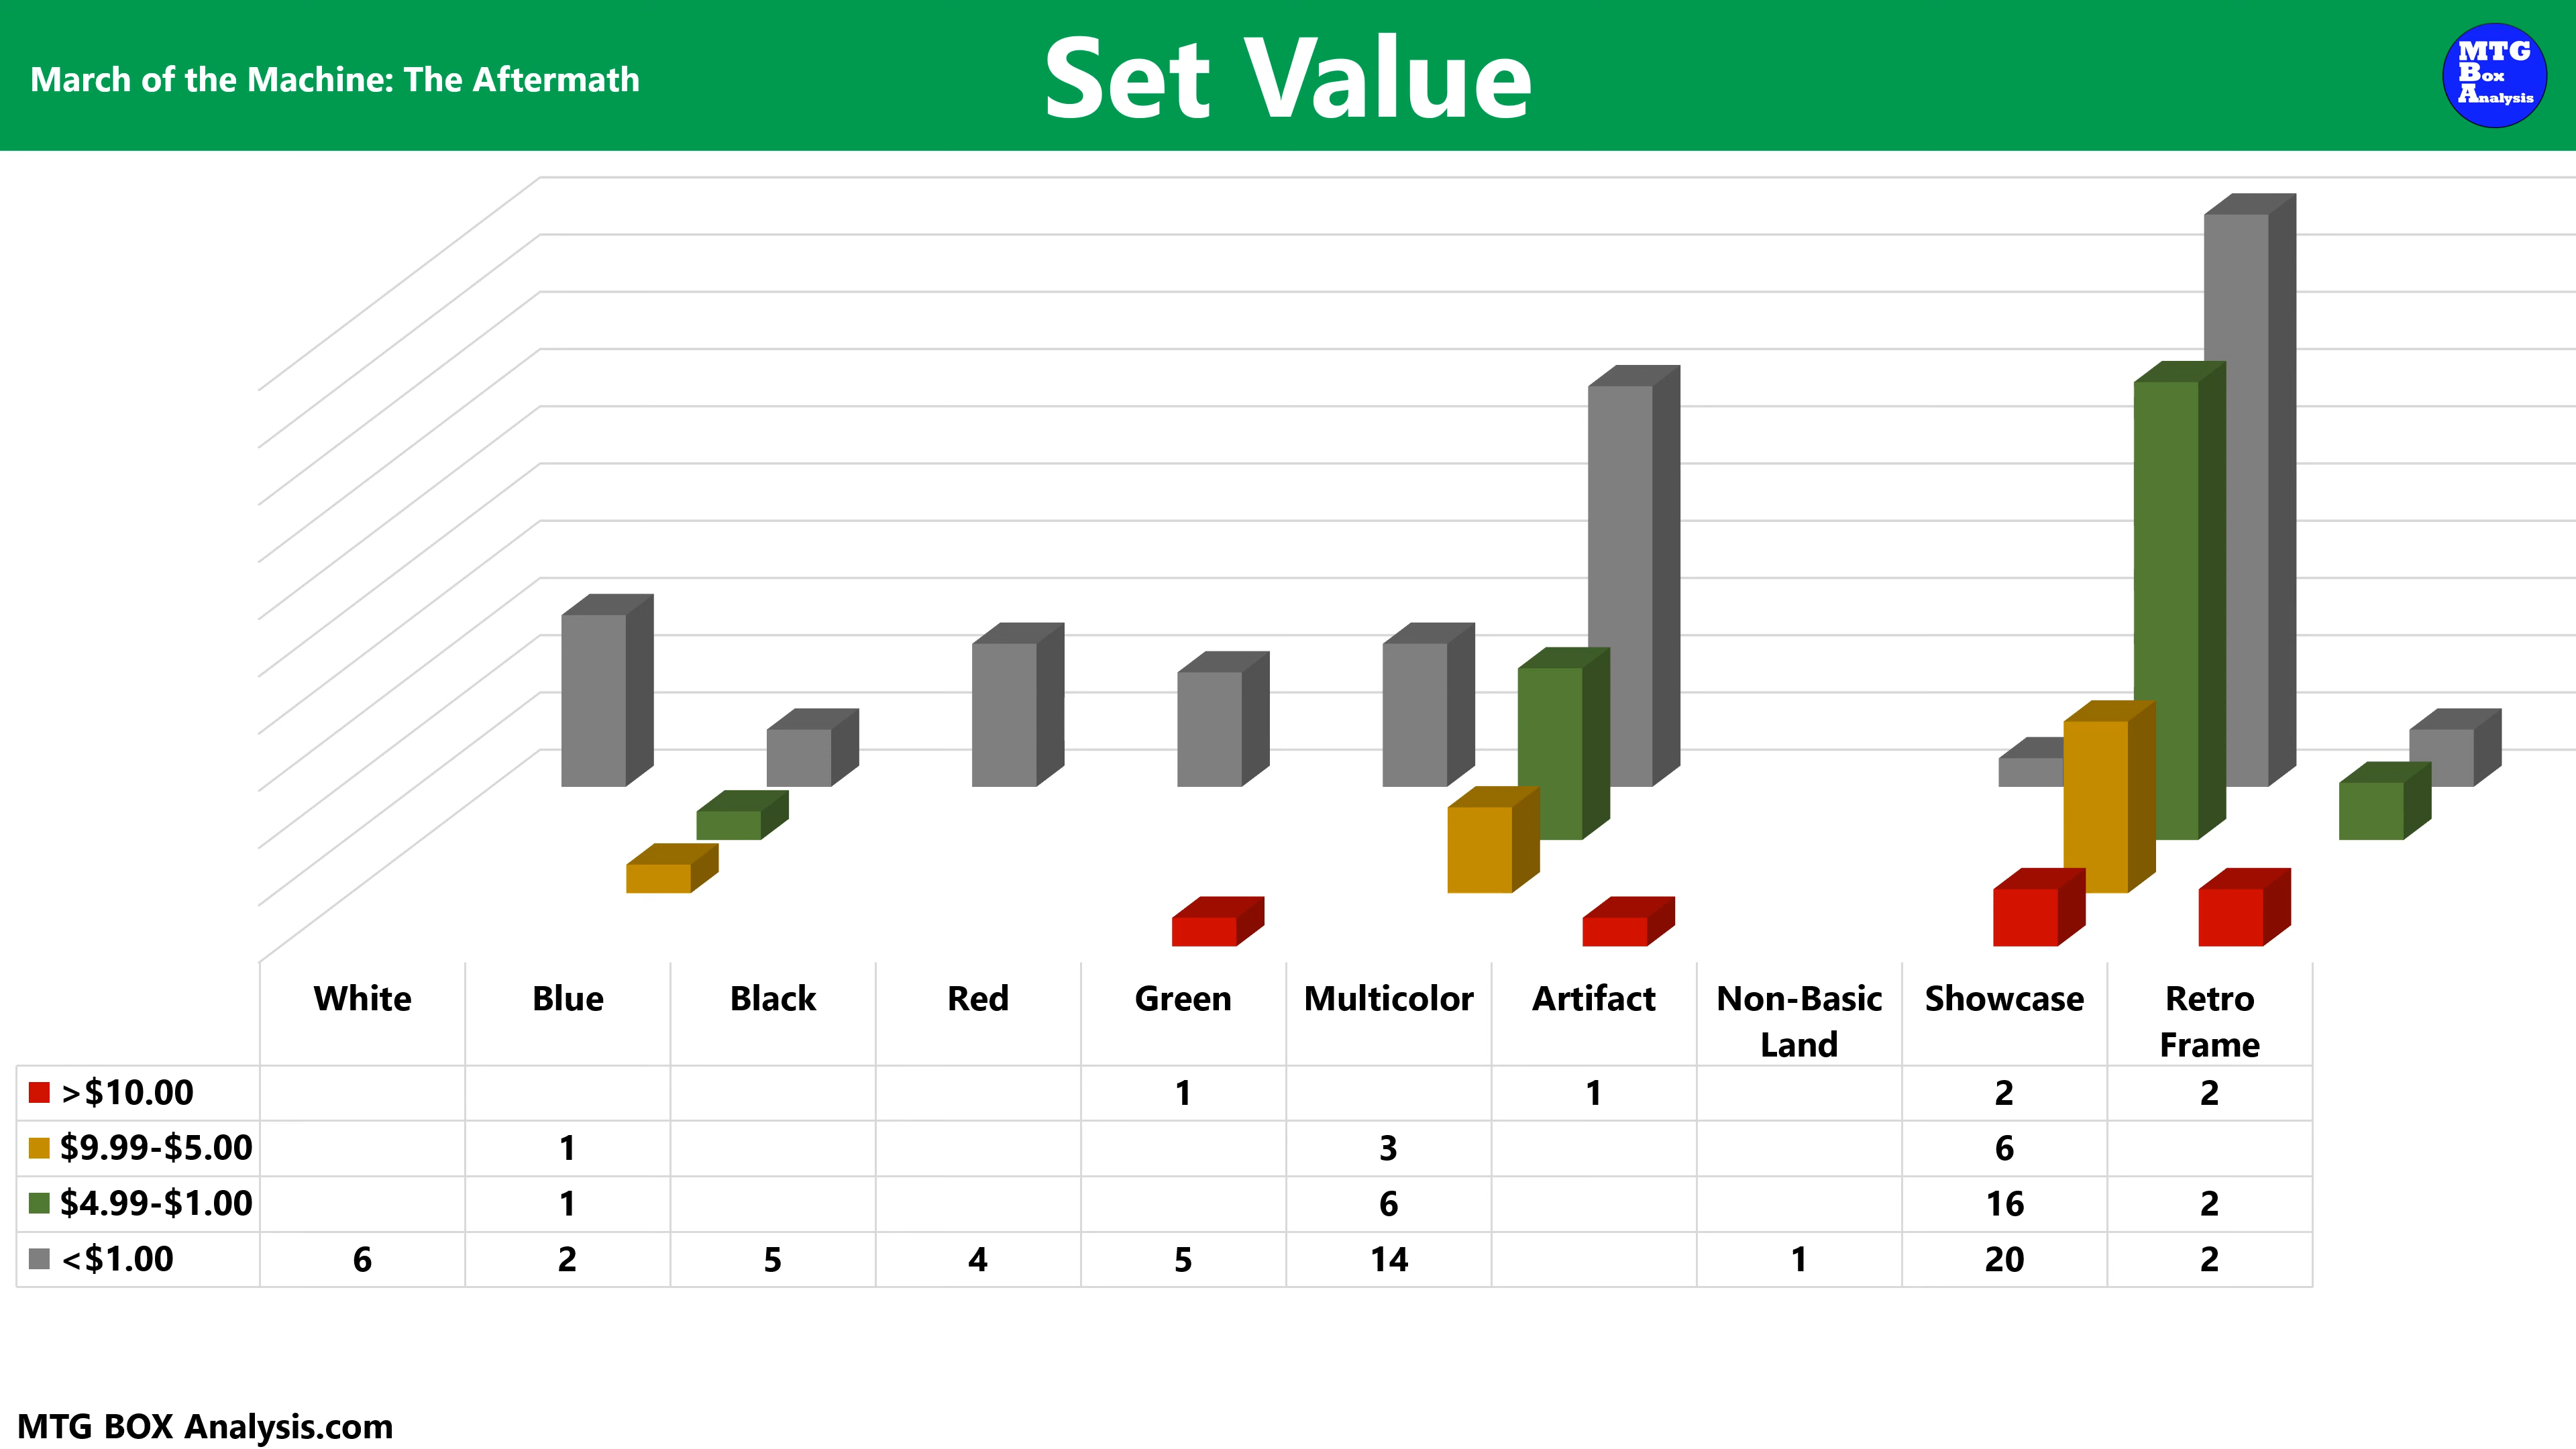 March of the Machine: The Aftermath
Set Value
MTG
Box
Analysis
White Blue Black Red Green Multicolor Artifact Non-Basic Land Showcase Retro Frame
>$10.00 1 1 2 2
$9.99-$5.00 1 3 6
$4.99-$1.00 1 6 16 2
<$1.00 6 2 5 4 5 14 1 20 2
MTG BOX Analysis.com